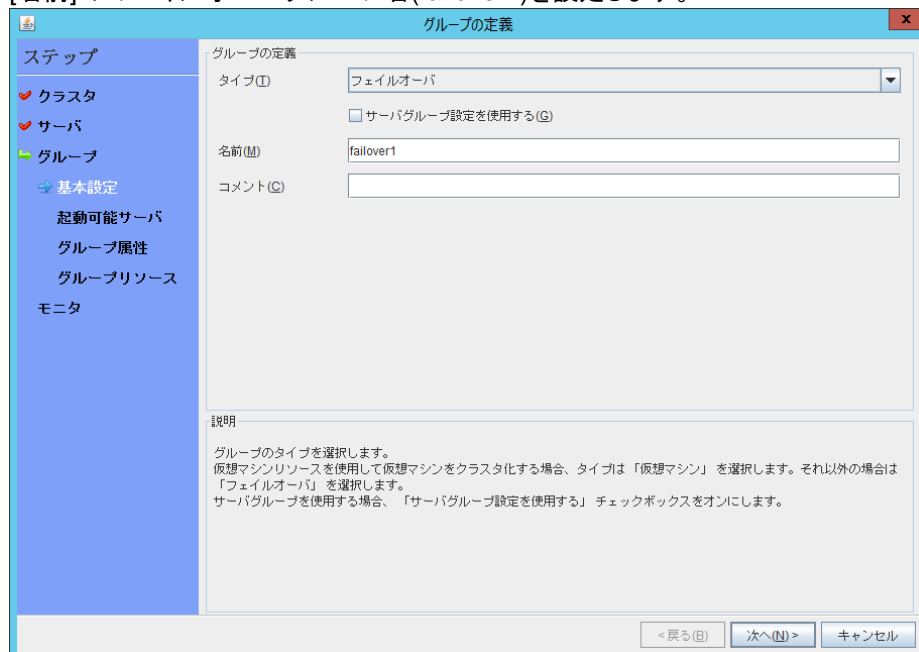 [名前] 名( )を設定します。
グループの定義
ステップ
クラスタ
サーバ
グループ
基本設定
起動可能サーバ
グループ属性
グループリソース
モニタ
グループの定義
タイプ(T)
フェイルオーバ
サーバグループ設定を使用する(G)
名前(M)
failover1
コメント(C)
説明
グループのタイプを選択します。
仮想マシンリソースを使用して仮想マシンをクラスタ化する場合、タイプは「仮想マシン」 を選択します。それ以外の場合は
「フェイルオーバ」 を選択します。
サーバグループを使用する場合、 「サーバグループ設定を使用する」 チェックボックスをオンにします。
<戻る(B)
次へ(N) >
キャンセル